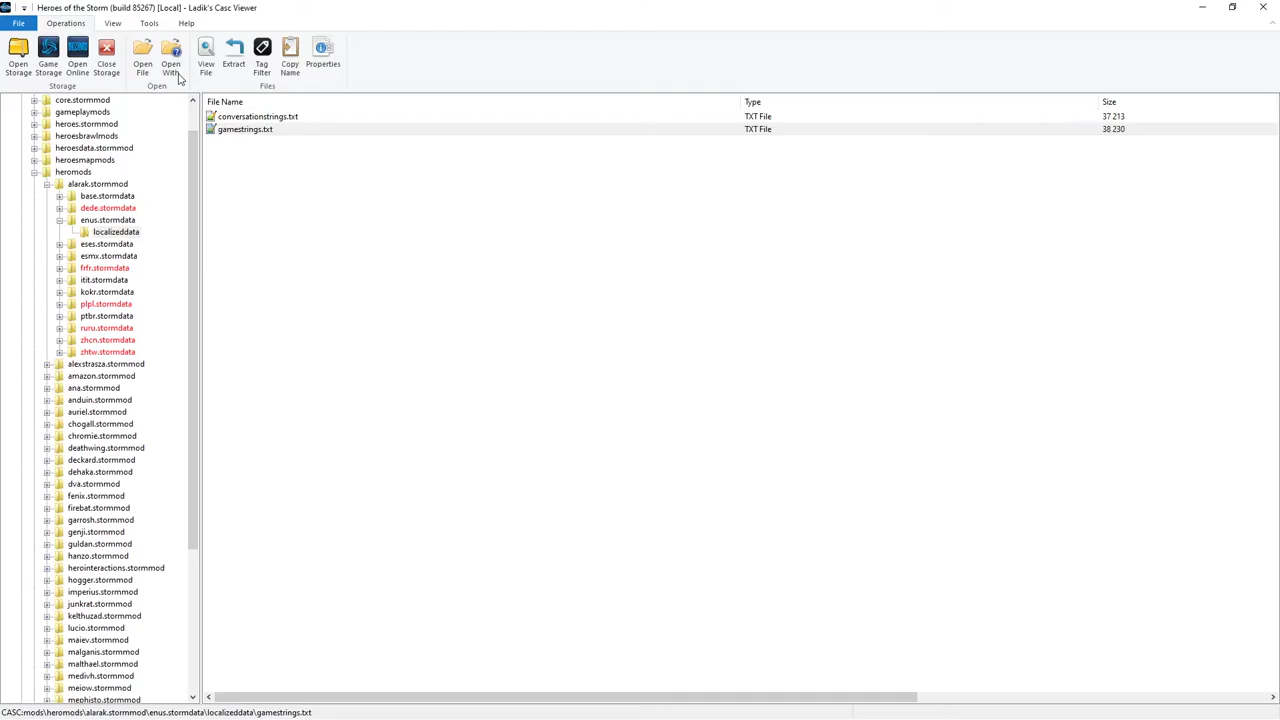 Heroes of the Storm (build 85267) [Local] - Ladik's Casc Viewer
File Operations View Tools Help
Open Storage
Game Storage
Open Online
Close Storage
Open File
Open With
View File
Extract
Tag Filter
Copy Name
Properties
Storage Open Files
core.stormmod
gameplaymods
heroes.stormmod
heroesbrawlmods
heroesdata.stormmod
heroesmapmods
heromods
alarak.stormmod
base.stormdata
dede.stormdata
enus.stormdata
localizeddata
eses.stormdata
esmx.stormdata
frfr.stormdata
itit.stormdata
kokr.stormdata
plpl.stormdata
ptbr.stormdata
ruru.stormdata
zhcn.stormdata
zhtw.stormdata
alexstrasza.stormmod
amazon.stormmod
ana.stormmod
anduin.stormmod
auriel.stormmod
chogall.stormmod
chromie.stormmod
deathwing.stormmod
deckard.stormmod
dehaka.stormmod
dva.stormmod
fenix.stormmod
firebat.stormmod
garrosh.stormmod
genji.stormmod
guldan.stormmod
hanzo.stormmod
herointeractions.stormmod
hogger.stormmod
imperius.stormmod
junkrat.stormmod
kelthuzad.stormmod
lucio.stormmod
maiev.stormmod
malganis.stormmod
malthael.stormmod
medivh.stormmod
meiow.stormmod
mephisto.stormmod
File Name Type Size
conversationstrings.txt TXT File 37 213
gamestrings.txt TXT File 38 230
CASC:mods\heromods\alarak.stormmod\enus.stormdata\localizeddata\gamestrings.txt